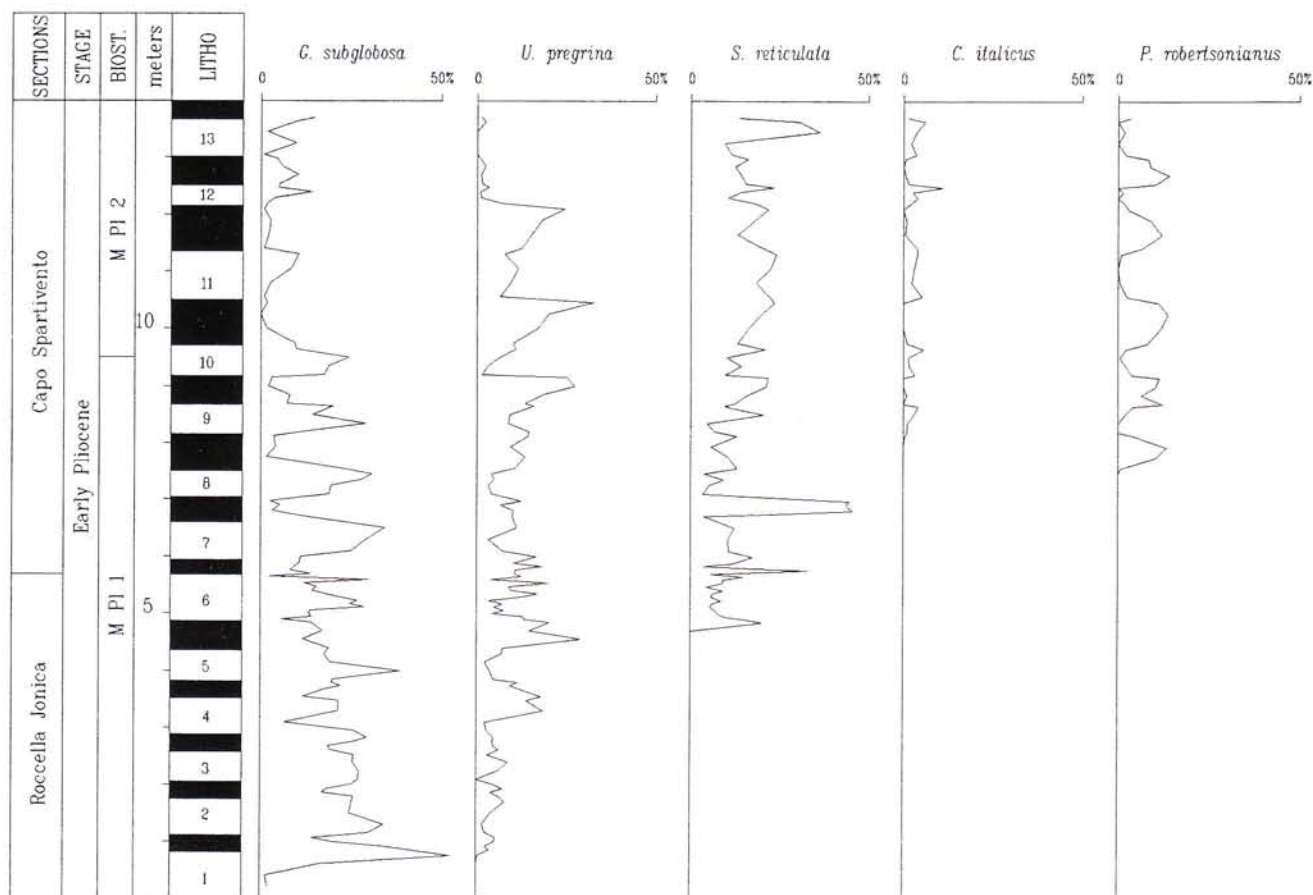 SECTIONS
STAGE
BIOST.
meters
LITHO
G. subglobosa
U. pregrina
S. reticulata
C. italicus
P. robertsonianus
0 50%
0 50%
0 50%
0 50%
0 50%
Capo Spartivento
Roccella Jonica
Early Pliocene
M Pl 2
M Pl 1
10
5
13
12
11
10
9
8
7
6
5
4
3
2
1